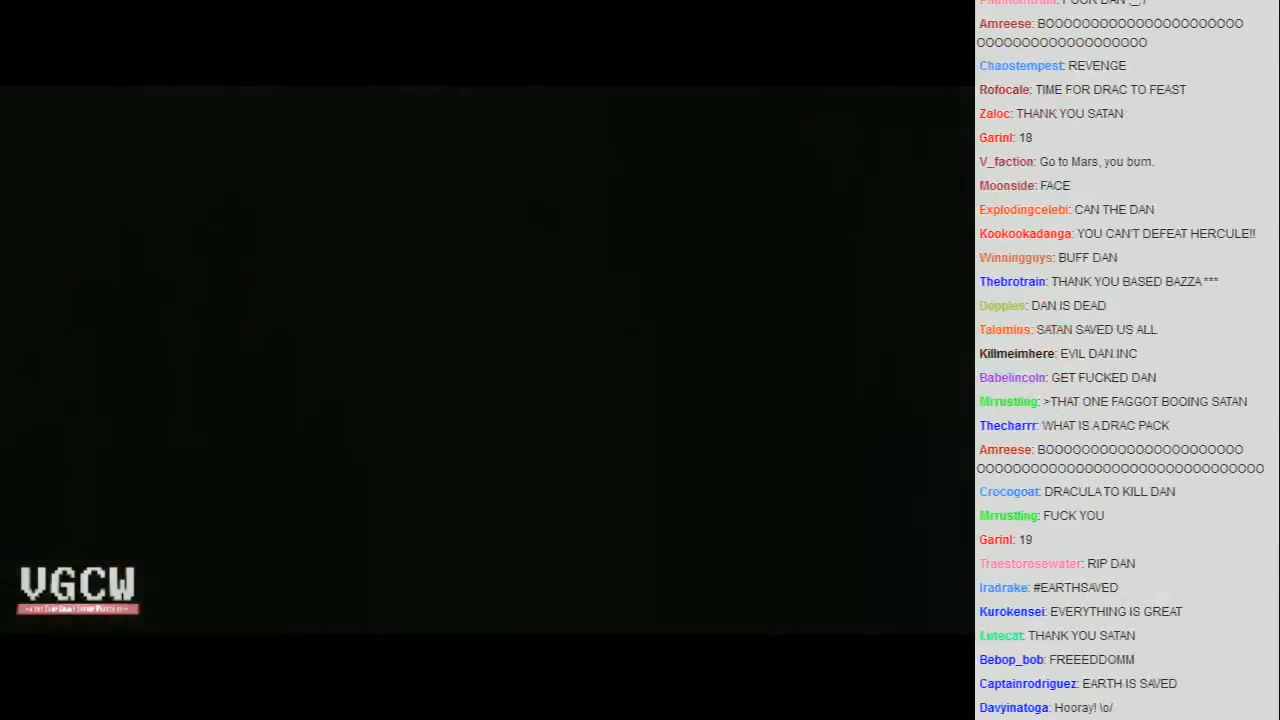 Amreese: BOOOOOOOOOOOOOOOOOOOOOO
OOOOOOOOOOOOOOOOOOO
Chaostempest: REVENGE
Rofocale: TIME FOR DRAC TO FEAST
Zaloc: THANK YOU SATAN
Garinl: 18
V_faction: Go to Mars, you bum.
Moonside: FACE
Explodingcelebi: CAN THE DAN
Kookookadanga: YOU CAN'T DEFEAT HERCULE!!
Winningguys: BUFF DAN
Thebrotrain: THANK YOU BASED BAZZA ***
Dopples: DAN IS DEAD
Talamius: SATAN SAVED US ALL
Killmeimhere: EVIL DAN INC
Babelincoln: GET FUCKED DAN
Mrrustling: >THAT ONE FAGGOT BOOING SATAN
Thecharrr: WHAT IS A DRAC PACK
Amreese: BOOOOOOOOOOOOOOOOOOOOOO
OOOOOOOOOOOOOOOOOOOOOOOOOOOOOOOO
Crocogoat: DRACULA TO KILL DAN
Mrrustling: FUCK YOU
Garinl: 19
Traestorosewater: RIP DAN
Iradrake: #EARTHSAVED
Kurokensei: EVERYTHING IS GREAT
Lutecat: THANK YOU SATAN
Bebop_bob: FREEEDDOMM
Captainrodriguez: EARTH IS SAVED
Davyinatoga: Hooray! \o/
VGCW